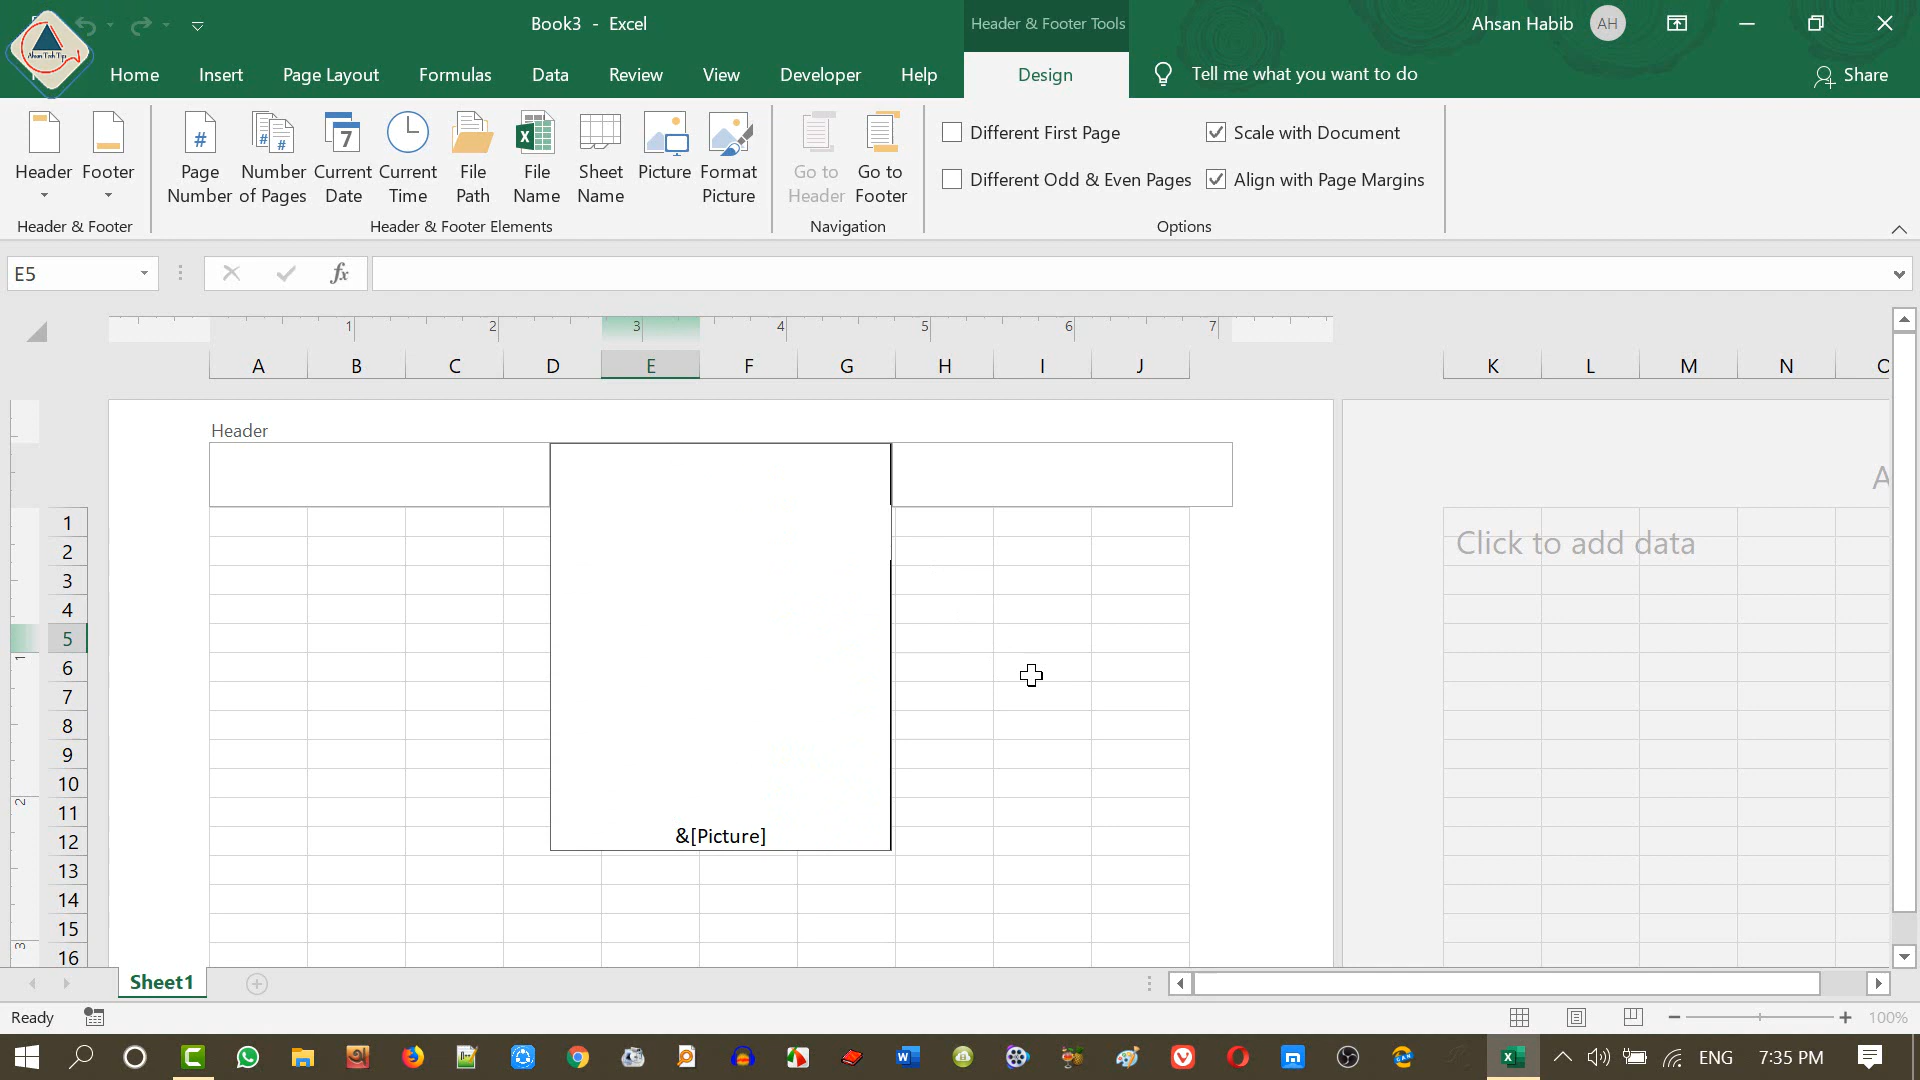 Book3 - Excel
Header & Footer Tools
Ahsan Habib
AH
Home
Insert
Page Layout
Formulas
Data
Review
View
Developer
Help
Design
Tell me what you want to do
Share
Header
Footer
Page Number
Number of Pages
Current Date
Current Time
File Path
File Name
Sheet Name
Picture
Format Picture
Go to Header
Go to Footer
Different First Page
Different Odd & Even Pages
Scale with Document
Align with Page Margins
Header & Footer
Header & Footer Elements
Navigation
Options
E5
fx
1 2 3 4 5 6 7
A B C D E F G H I J K L M N O
Header
A
&[Picture]
Click to add data
1
2
3
4
5
6
7
8
9
10
11
12
13
14
15
16
1
2
3
Sheet1
Ready
100%
ENG
7:35 PM